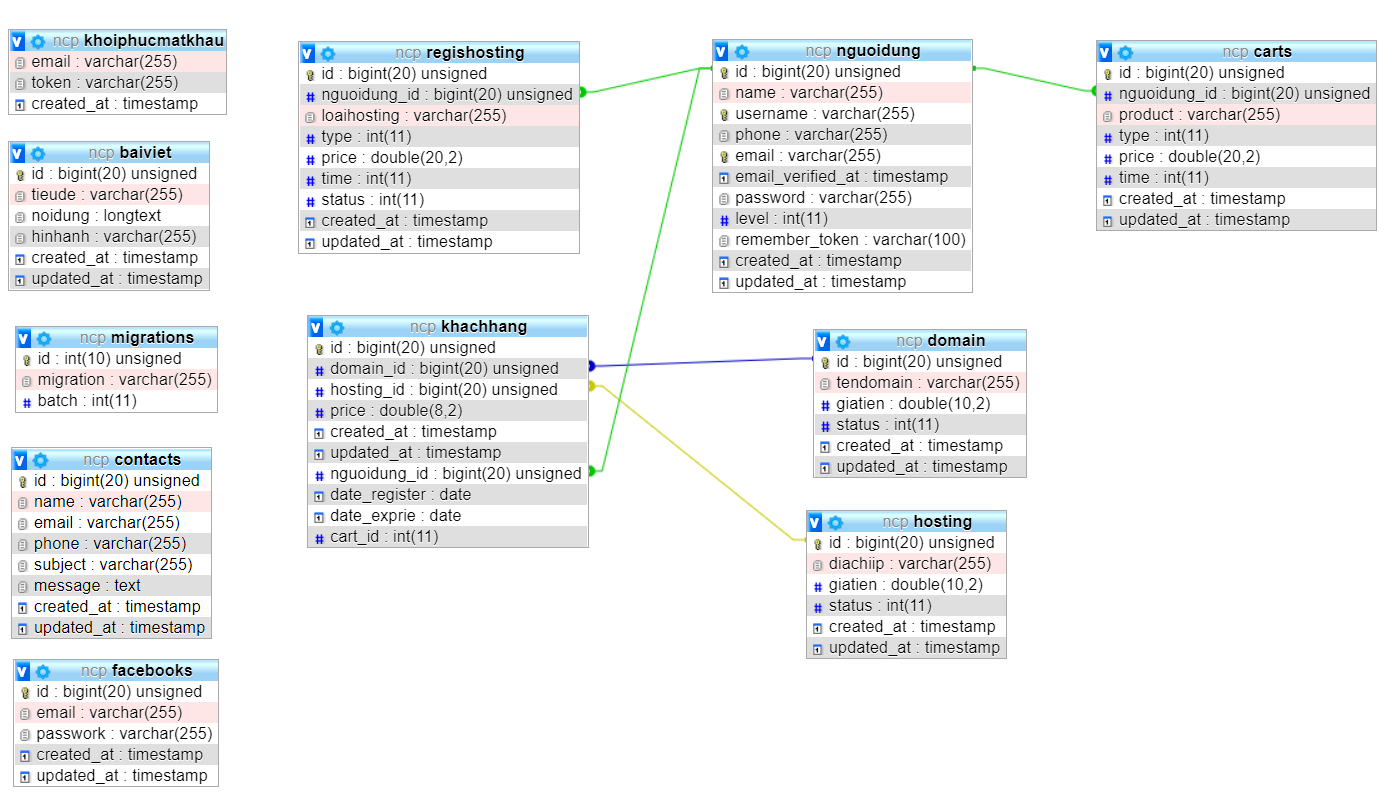 ncp khoiphucmatkhau
email : varchar(255)
token : varchar(255)
created_at : timestamp
ncp baiviet
id : bigint(20) unsigned
tieude : varchar(255)
noidung : longtext
hinhanh : varchar(255)
created_at : timestamp
updated_at : timestamp
ncp migrations
id : int(10) unsigned
migration : varchar(255)
batch : int(11)
ncp contacts
id : bigint(20) unsigned
name : varchar(255)
email : varchar(255)
phone : varchar(255)
subject : varchar(255)
message : text
created_at : timestamp
updated_at : timestamp
ncp facebooks
id : bigint(20) unsigned
email : varchar(255)
passwork : varchar(255)
created_at : timestamp
updated_at : timestamp
ncp regishosting
id : bigint(20) unsigned
nguoidung_id : bigint(20) unsigned
loaihosting : varchar(255)
type : int(11)
price : double(20,2)
time : int(11)
status : int(11)
created_at : timestamp
updated_at : timestamp
ncp khachhang
id : bigint(20) unsigned
domain_id : bigint(20) unsigned
hosting_id : bigint(20) unsigned
price : double(8,2)
created_at : timestamp
updated_at : timestamp
nguoidung_id : bigint(20) unsigned
date_register : date
date_exprie : date
cart_id : int(11)
ncp nguoidung
id : bigint(20) unsigned
name : varchar(255)
username : varchar(255)
phone : varchar(255)
email : varchar(255)
email_verified_at : timestamp
password : varchar(255)
level : int(11)
remember_token : varchar(100)
created_at : timestamp
updated_at : timestamp
ncp domain
id : bigint(20) unsigned
tendomain : varchar(255)
giatien : double(10,2)
status : int(11)
created_at : timestamp
updated_at : timestamp
ncp hosting
id : bigint(20) unsigned
diachiip : varchar(255)
giatien : double(10,2)
status : int(11)
created_at : timestamp
updated_at : timestamp
ncp carts
id : bigint(20) unsigned
nguoidung_id : bigint(20) unsigned
product : varchar(255)
type : int(11)
price : double(20,2)
time : int(11)
created_at : timestamp
updated_at : timestamp